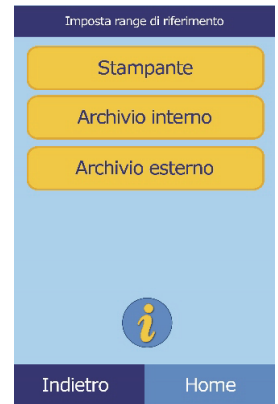 Imposta range di riferimento
Stampante
Archivio interno
Archivio esterno
i
Indietro Home